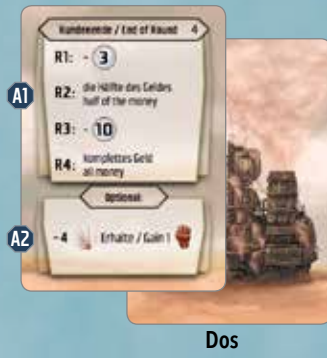 Rundenende / End of Round 4
R1: - 3
A1
R2: die Hälfte des Geldes
half of the money
R3: - 10
R4: komplettes Geld
all money
Optional:
A2
-4 Erhalte / Gain 1
Dos